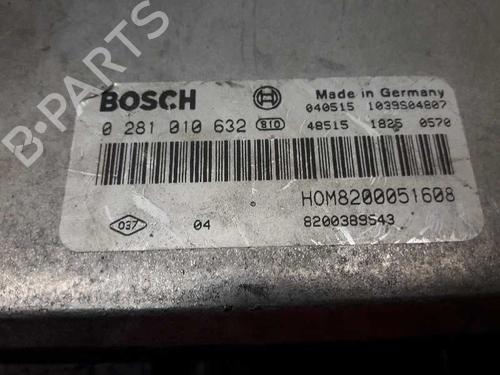 B-PARTS
BOSCH
Made in Germany
040515 1039S04807
0 281 010 632 810 48515 1825 0570
HOM8200051608
037 04 8200389543